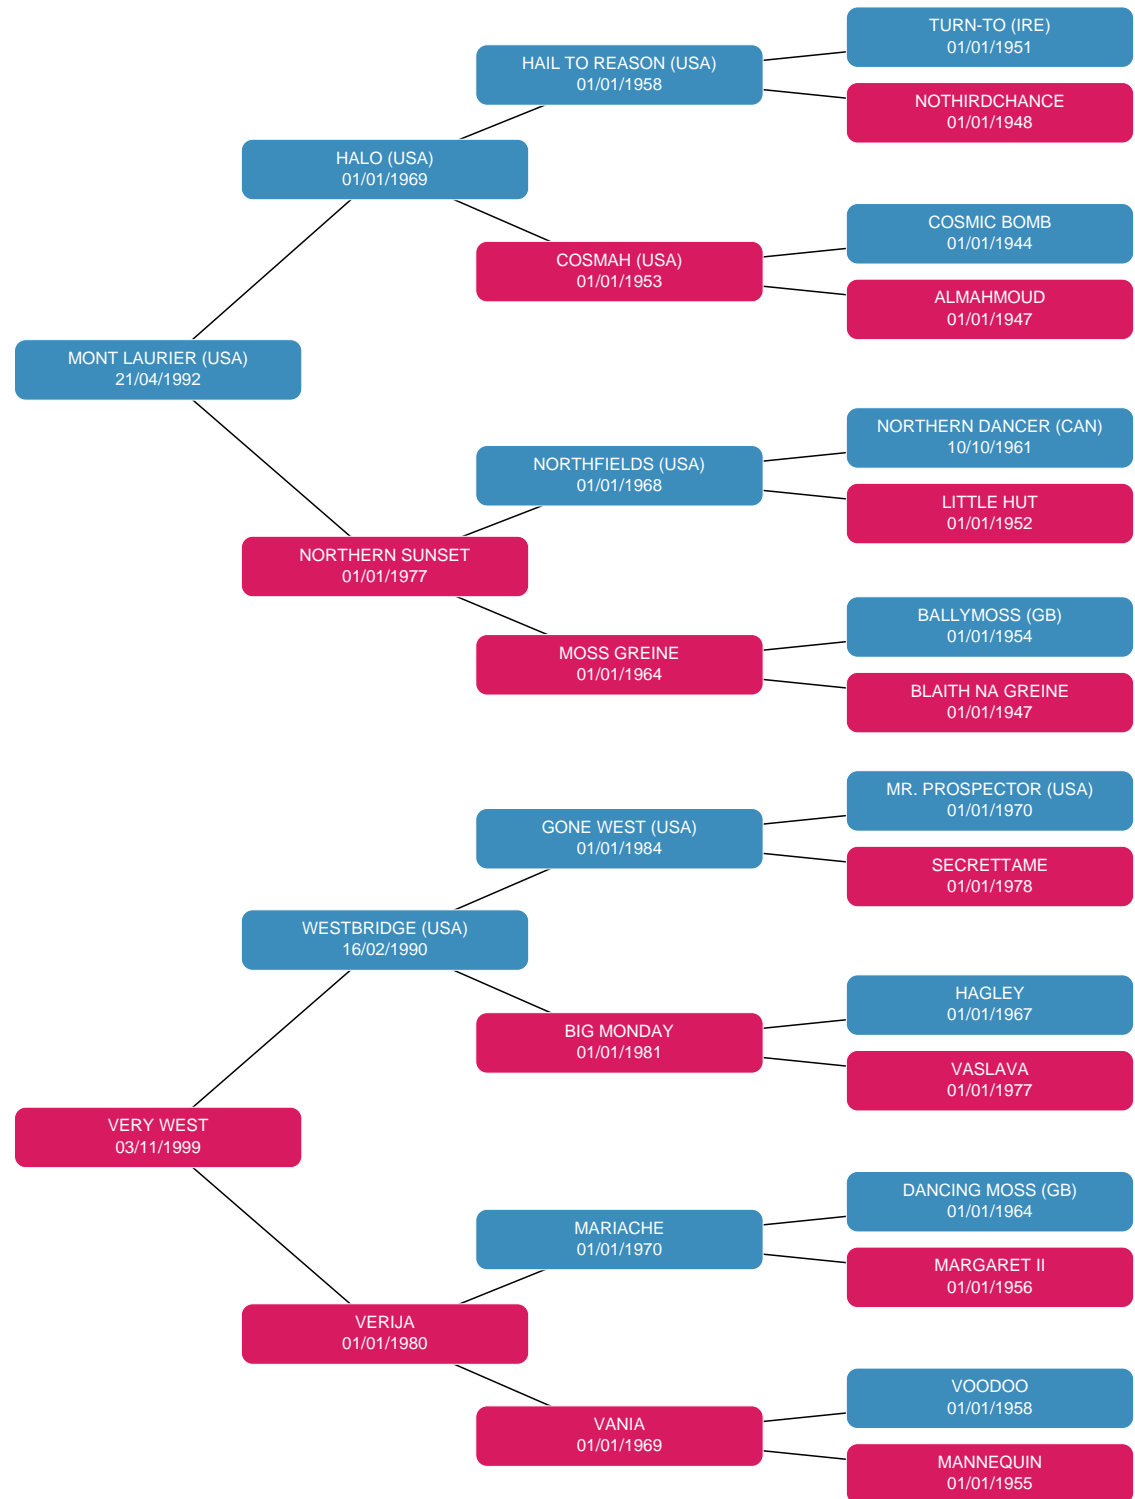 TURN-TO (IRE)
01/01/1951
HAIL TO REASON (USA)
01/01/1958
NOTHIRDCHANCE
01/01/1948
HALO (USA)
01/01/1969
COSMIC BOMB
01/01/1944
COSMAH (USA)
01/01/1953
ALMAHMOUD
01/01/1947
MONT LAURIER (USA)
21/04/1992
NORTHERN DANCER (CAN)
10/10/1961
NORTHFIELDS (USA)
01/01/1968
LITTLE HUT
01/01/1952
NORTHERN SUNSET
01/01/1977
BALLYMOSS (GB)
01/01/1954
MOSS GREINE
01/01/1964
BLAITH NA GREINE
01/01/1947
MR. PROSPECTOR (USA)
01/01/1970
GONE WEST (USA)
01/01/1984
SECRETTAME
01/01/1978
WESTBRIDGE (USA)
16/02/1990
HAGLEY
01/01/1967
BIG MONDAY
01/01/1981
VASLAVA
01/01/1977
VERY WEST
03/11/1999
DANCING MOSS (GB)
01/01/1964
MARIACHE
01/01/1970
MARGARET II
01/01/1956
VERIJA
01/01/1980
VOODOO
01/01/1958
VANIA
01/01/1969
MANNEQUIN
01/01/1955